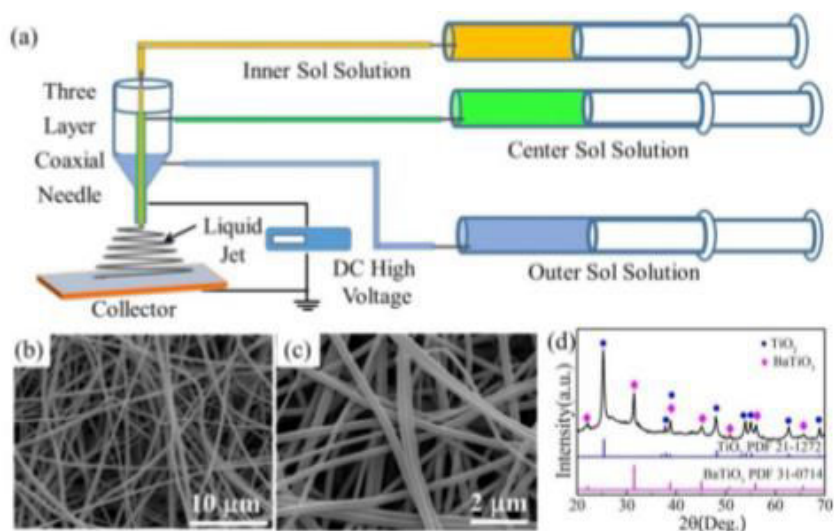 (a)
Three
Layer
Coaxial
Needle
Inner Sol Solution
Center Sol Solution
Outer Sol Solution
Liquid
Jet
DC High
Voltage
Collector
(b)
10 μm
(c)
2 μm
(d)
TiO₂
BaTiO₃
Intensity(a.u.)
TiO₂ PDF 21-1272
BaTiO₃ PDF 31-0714
20 30 40 50 60 70
2θ(Deg.)